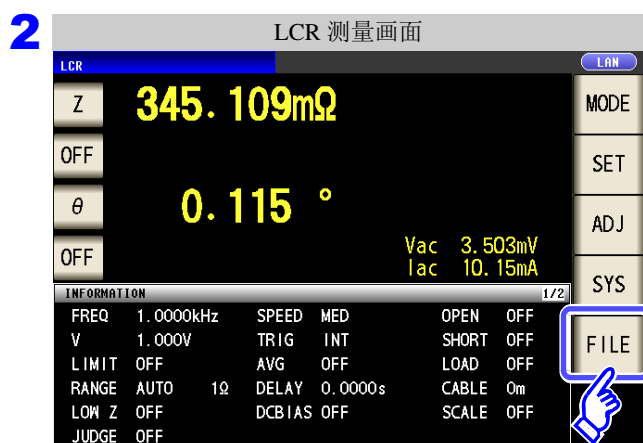 2
LCR 测量画面
LCR
LAN
Z
345.109mΩ
MODE
OFF
SET
θ
0.115 °
ADJ
OFF
Vac 3.503mV
Iac 10.15mA
SYS
INFORMATION 1/2
FREQ 1.0000kHz SPEED MED OPEN OFF
V 1.000V TRIG INT SHORT OFF
FILE
LIMIT OFF AVG OFF LOAD OFF
RANGE AUTO 1Ω DELAY 0.0000s CABLE 0m
LOW Z OFF DCBIAS OFF SCALE OFF
JUDGE OFF